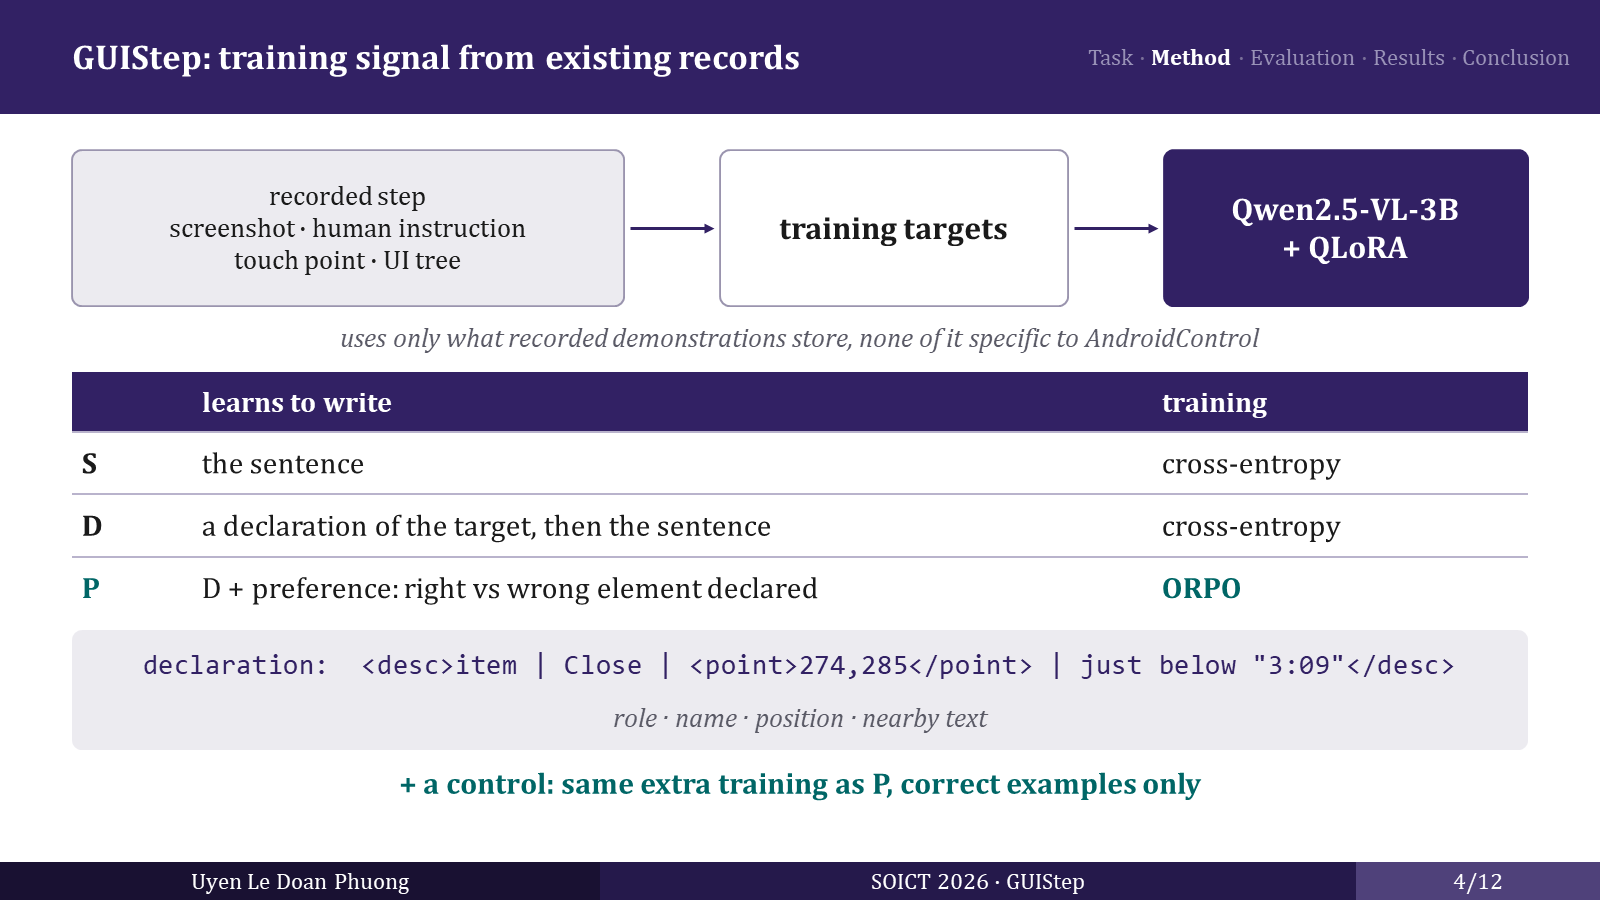 GUIStep: training signal from existing records
Task · Method · Evaluation · Results · Conclusion
recorded step
screenshot · human instruction
touch point · UI tree
training targets
Qwen2.5-VL-3B
+ QLoRA
uses only what recorded demonstrations store, none of it specific to AndroidControl
learns to write training
S the sentence cross-entropy
D a declaration of the target, then the sentence cross-entropy
P D + preference: right vs wrong element declared ORPO
declaration: <desc>item | Close | <point>274,285</point> | just below "3:09"</desc>
role · name · position · nearby text
+ a control: same extra training as P, correct examples only
Uyen Le Doan Phuong
SOICT 2026 · GUIStep
4/12